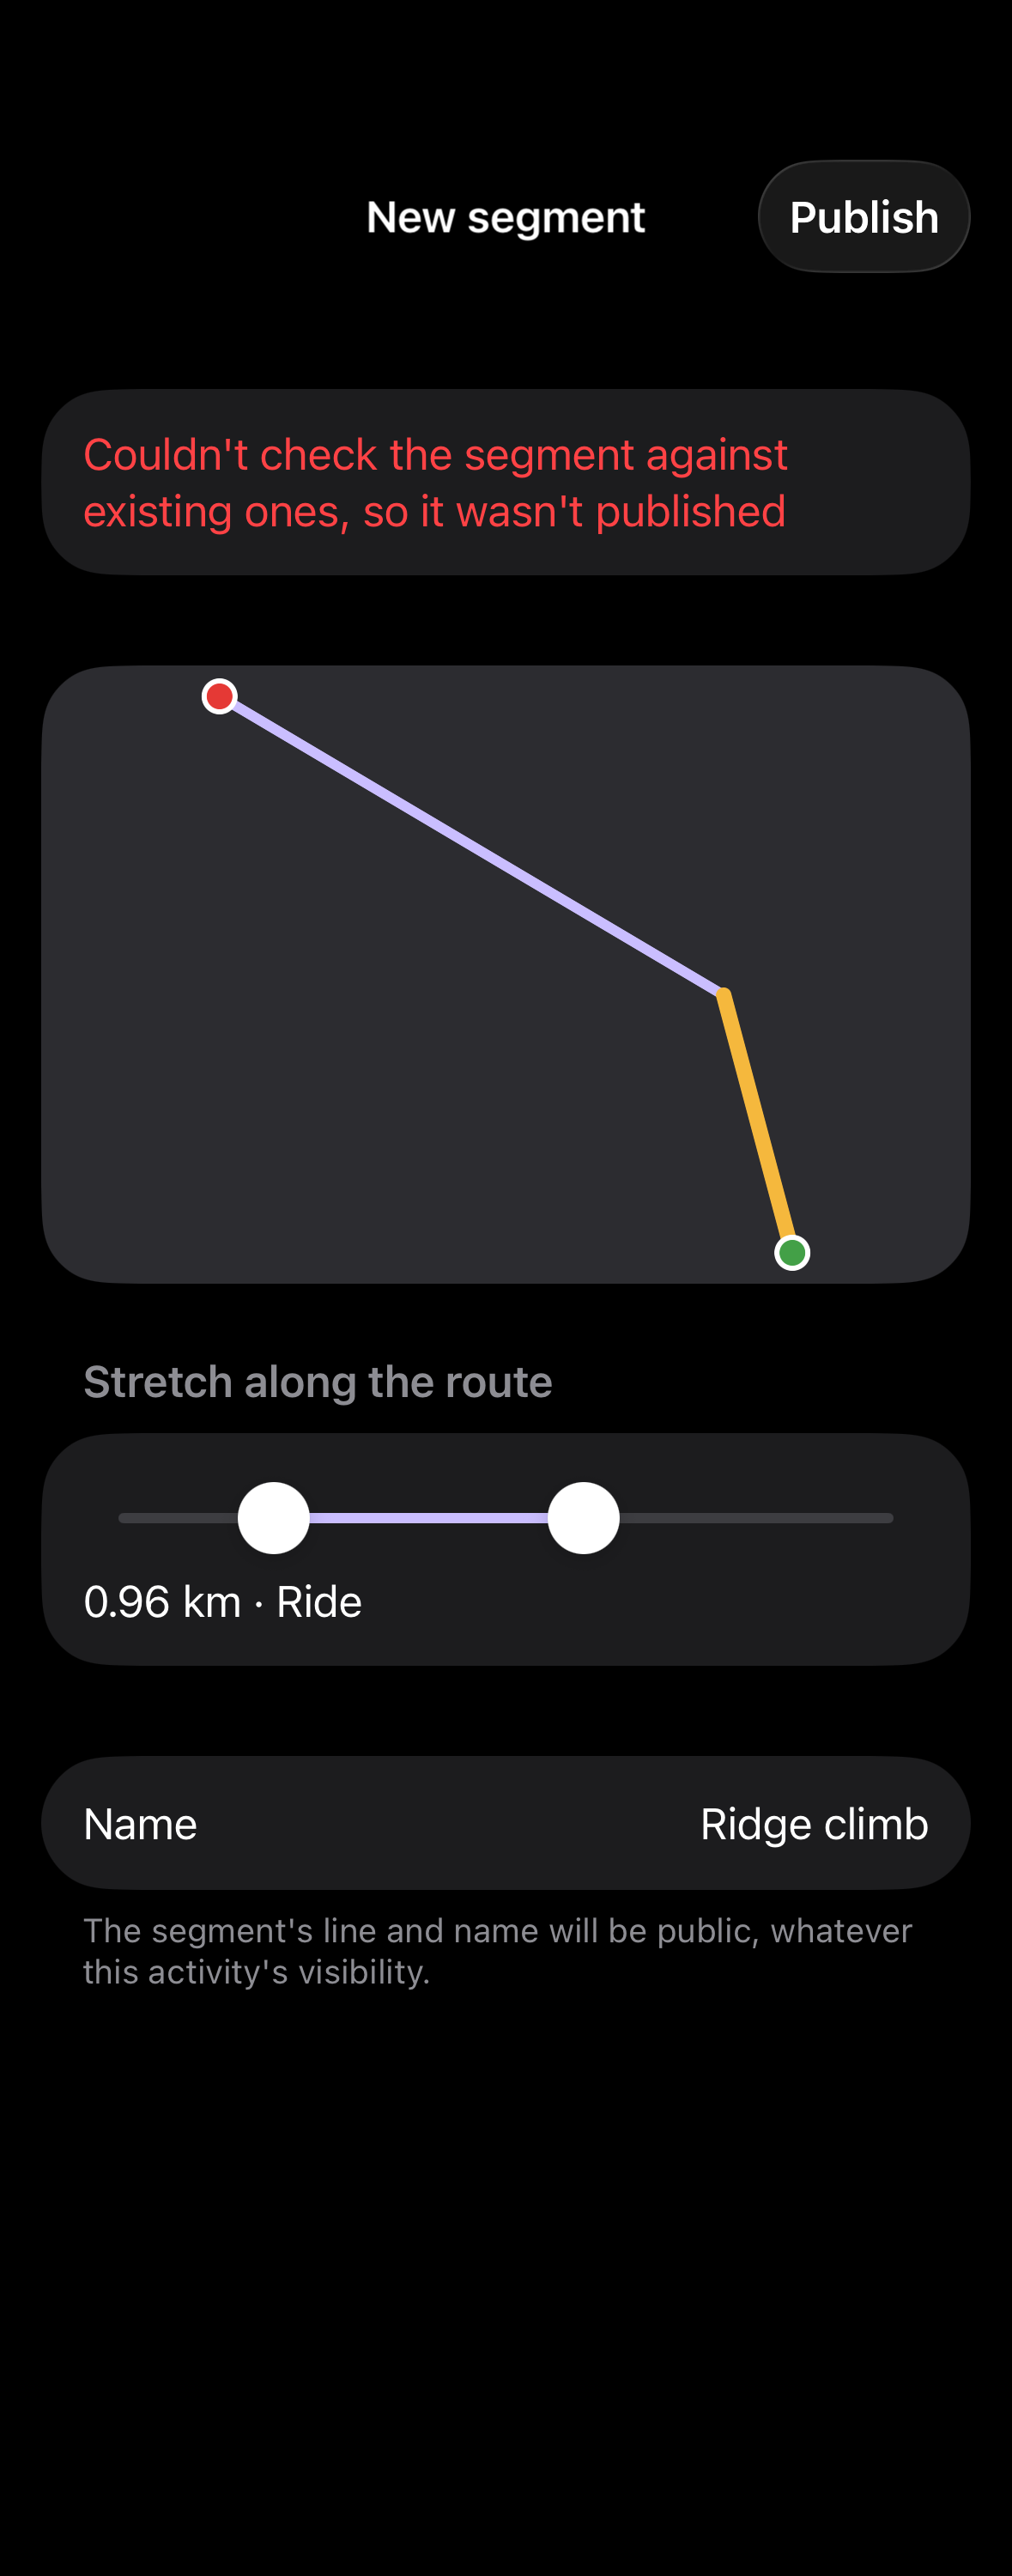 New segment
Publish
Couldn't check the segment against
existing ones, so it wasn't published
Stretch along the route
0.96 km · Ride
Name
Ridge climb
The segment's line and name will be public, whatever
this activity's visibility.